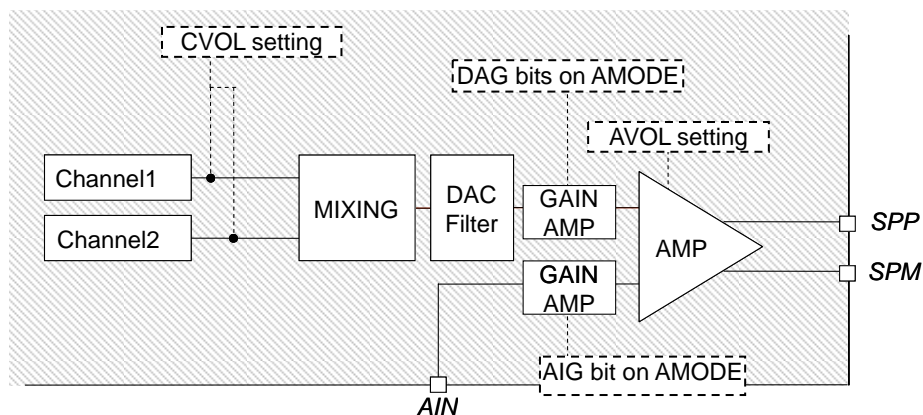 CVOL setting
DAG bits on AMODE
AVOL setting
Channel1
Channel2
MIXING
DAC
Filter
GAIN
AMP
GAIN
AMP
AMP
SPP
SPM
AIG bit on AMODE
AIN